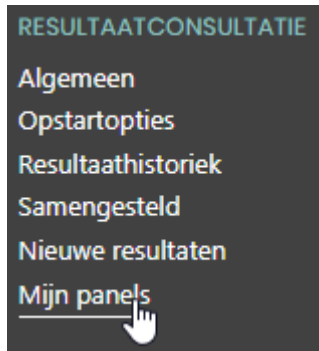 RESULTAATCONSULTATIE
Algemeen
Opstartopties
Resultaathistoriek
Samengesteld
Nieuwe resultaten
Mijn panels